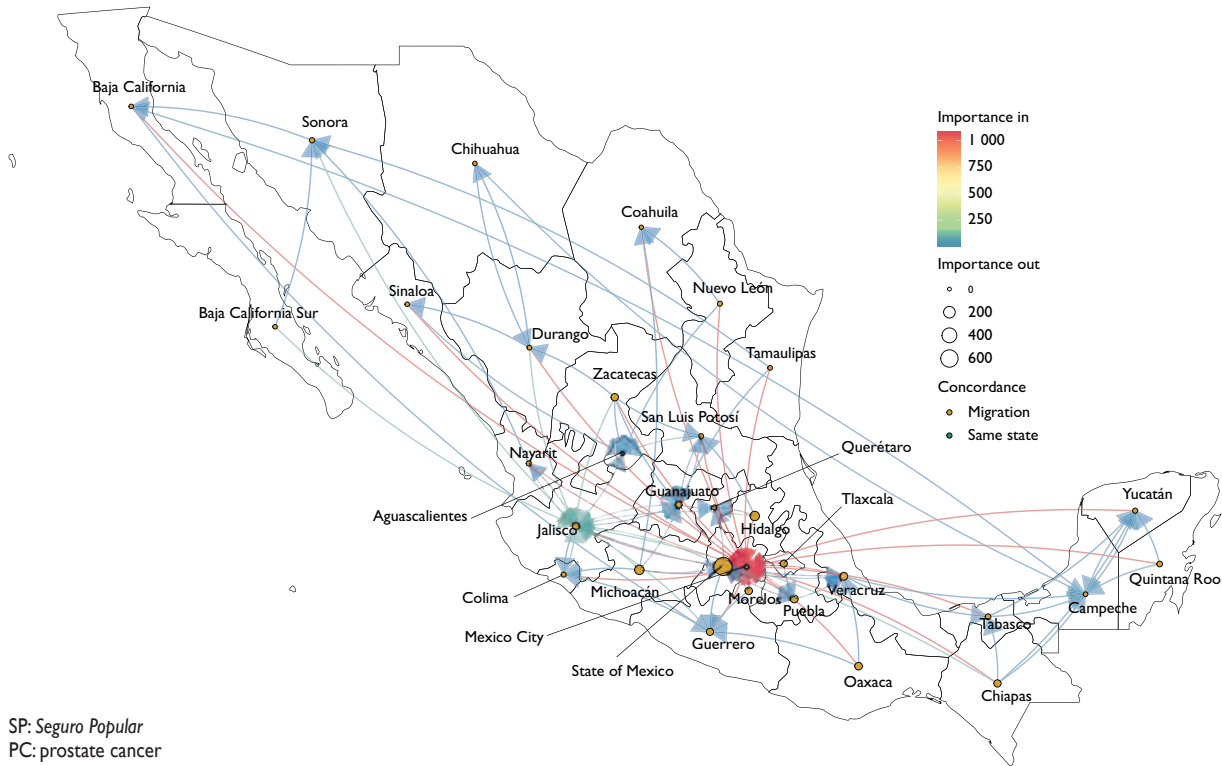 Baja California
Sonora
Chihuahua
Coahuila
Nuevo León
Sinaloa
Baja California Sur
Durango
Tamaulipas
Zacatecas
San Luis Potosí
Querétaro
Nayarit
Guanajuato
Tlaxcala
Yucatán
Aguascalientes
Jalisco
Hidalgo
Quintana Roo
Colima
Michoacán
Morelos
Puebla
Veracruz
Campeche
Tabasco
Mexico City
Guerrero
State of Mexico
Oaxaca
Chiapas
Importance in
1 000
750
500
250
Importance out
0
200
400
600
Concordance
Migration
Same state
SP: Seguro Popular
PC: prostate cancer